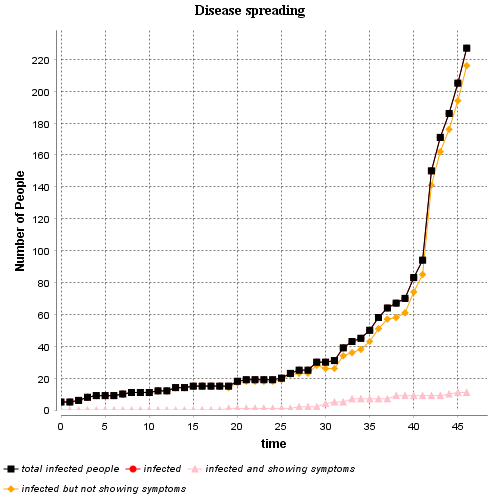 Disease spreading
220
200
180
160
140
120
100
80
60
40
20
0
Number of People
0 5 10 15 20 25 30 35 40 45
time
total infected people infected infected and showing symptoms
infected but not showing symptoms